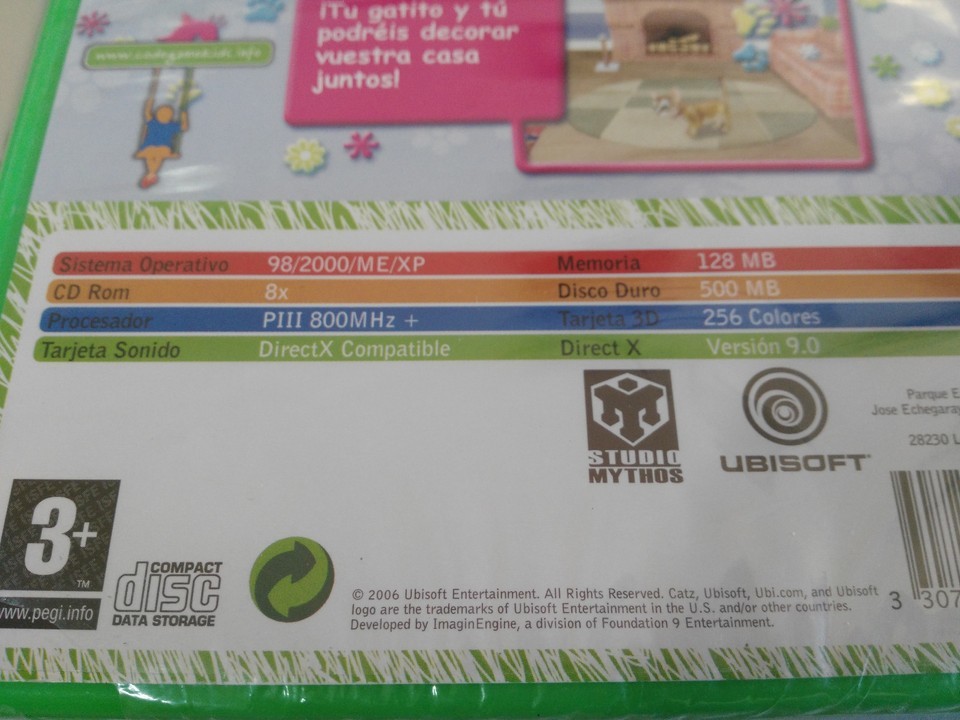 ¡Tu gatito y tú
podréis decorar
vuestra casa
juntos!
Sistema Operativo 98/2000/ME/XP Memoria 128 MB
CD Rom 8x Disco Duro 500 MB
Procesador PIII 800MHz + Tarjeta 3D 256 Colores
Tarjeta Sonido DirectX Compatible Direct X Versión 9.0
STUDIO
MYTHOS
UBISOFT
Parque E
Jose Echegaray
28230 L
3+
TM
www.pegi.info
COMPACT
disc
DATA STORAGE
© 2006 Ubisoft Entertainment. All Rights Reserved. Catz, Ubisoft, Ubi.com, and Ubisoft
logo are the trademarks of Ubisoft Entertainment in the U.S. and/or other countries.
Developed by ImaginEngine, a division of Foundation 9 Entertainment.
3 307